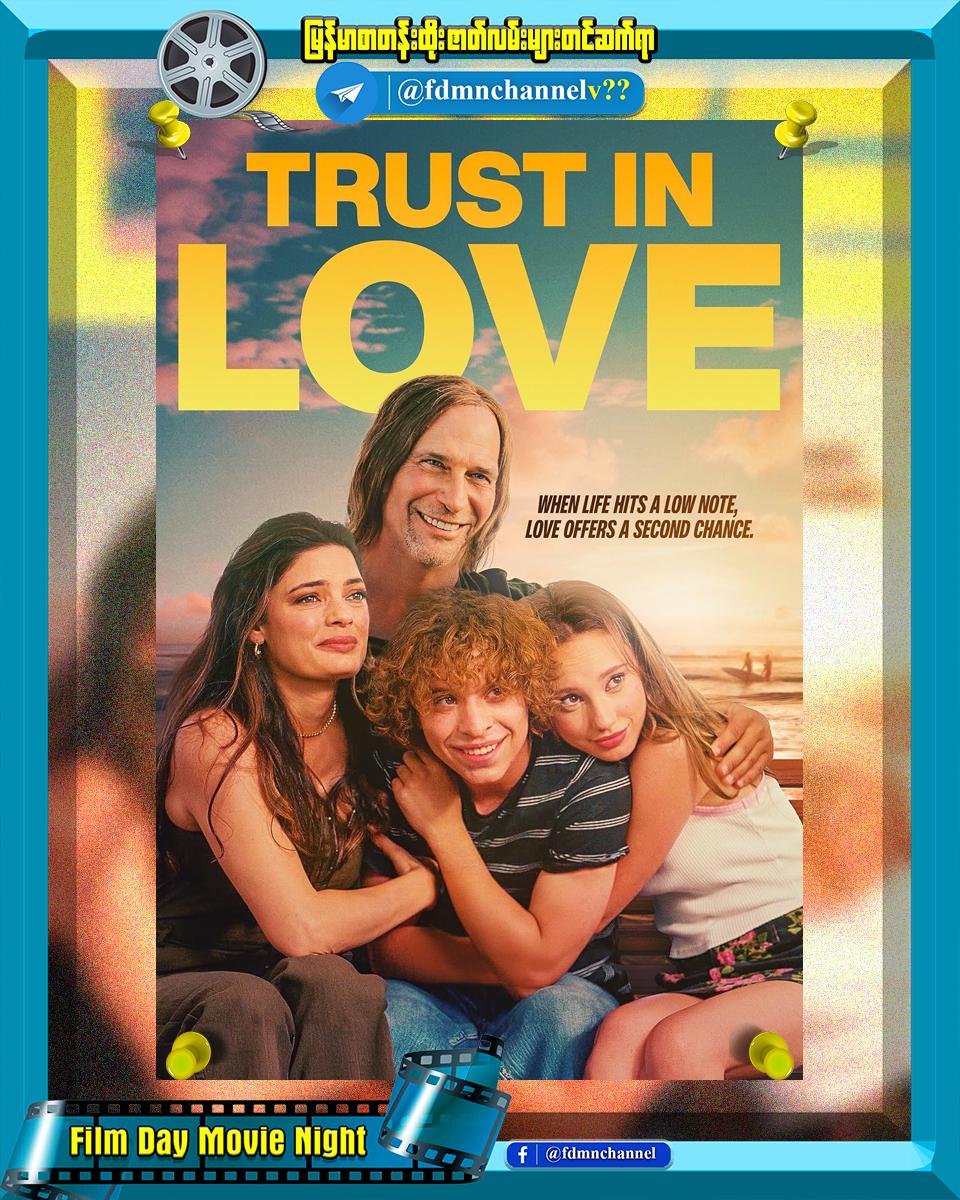 မြန်မာစာတန်းထိုးဇာတ်လမ်းများတင်ဆက်ရာ
@fdmnchannelv??
TRUST IN
LOVE
WHEN LIFE HITS A LOW NOTE,
LOVE OFFERS A SECOND CHANCE.
Film Day Movie Night
@fdmnchannel